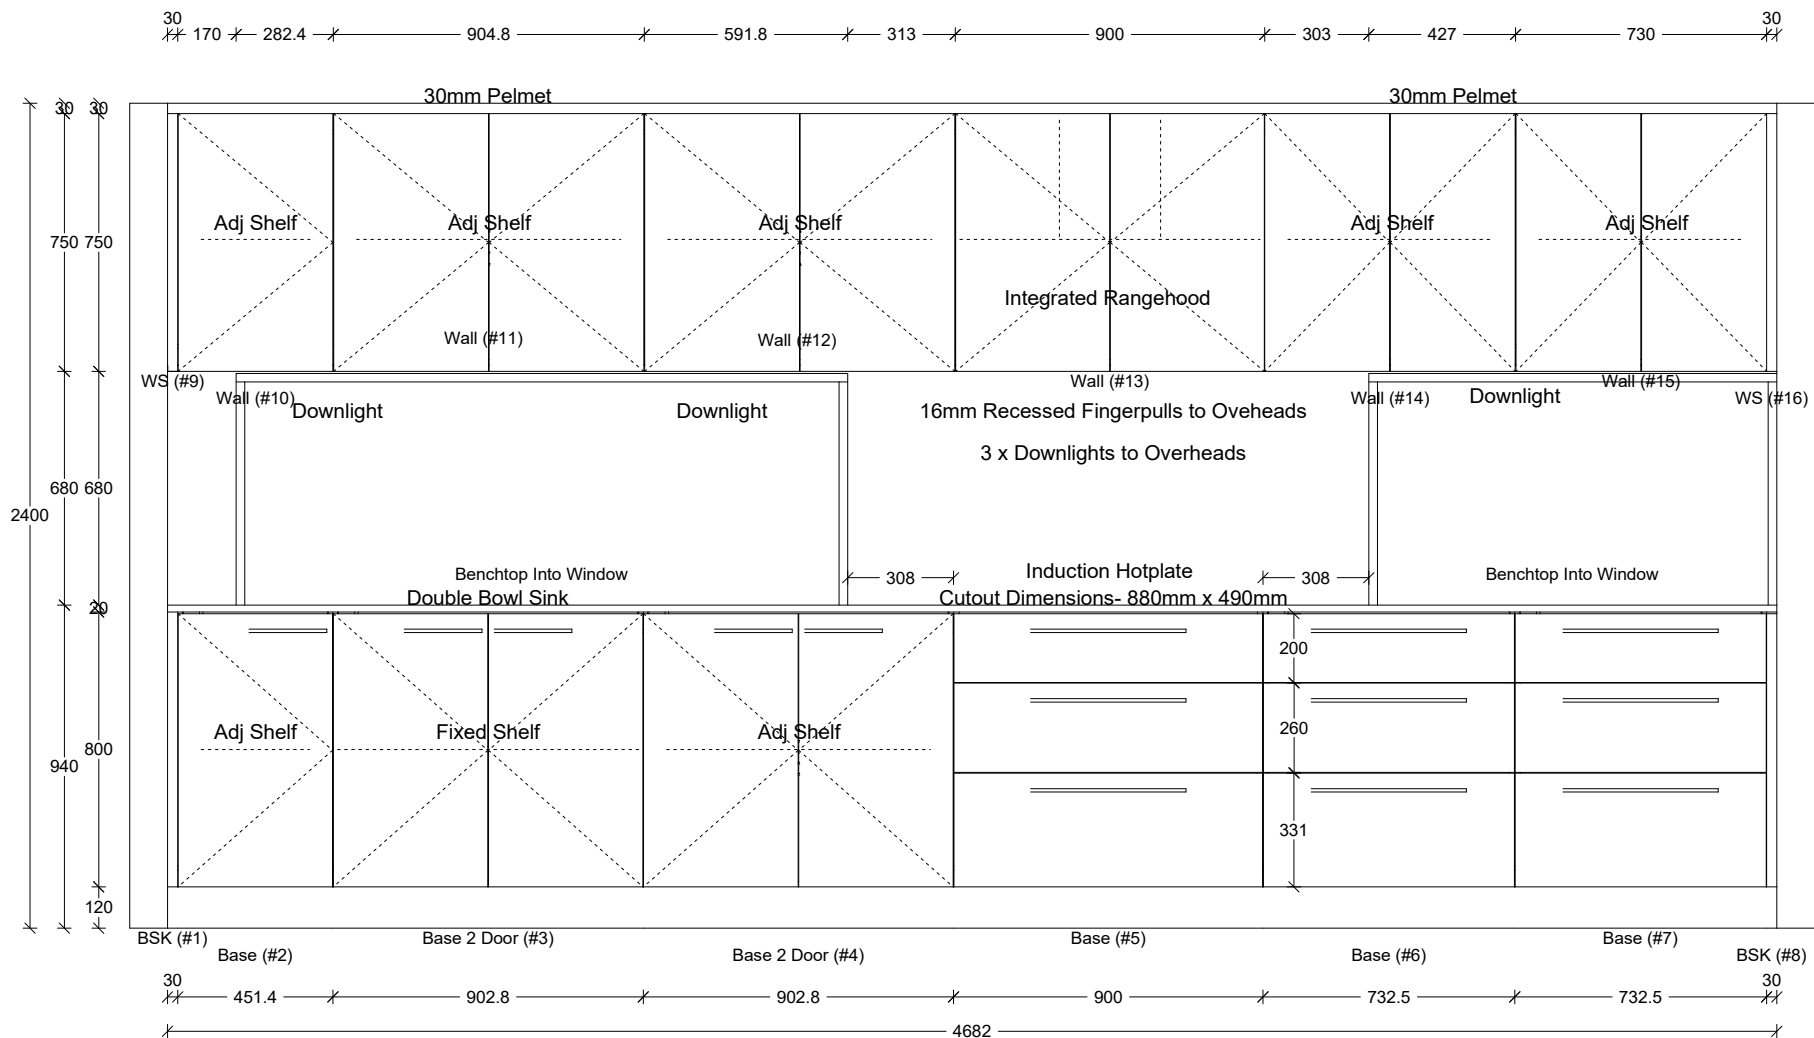 30
30
170
282.4
904.8
591.8
313
900
303
427
730
30mm Pelmet
30mm Pelmet
30
30
Adj Shelf
Adj Shelf
Adj Shelf
Adj Shelf
Adj Shelf
750
750
Integrated Rangehood
Wall (#11)
Wall (#12)
WS (#9)
Wall (#13)
Wall (#15)
Wall (#10)
Wall (#14)
WS (#16)
Downlight
Downlight
16mm Recessed Fingerpulls to Oveheads
Downlight
3 x Downlights to Overheads
680
680
2400
Benchtop Into Window
308
Induction Hotplate
308
Benchtop Into Window
Double Bowl Sink
Cutout Dimensions- 880mm x 490mm
20
200
Adj Shelf
Fixed Shelf
Adj Shelf
260
800
940
331
120
BSK (#1)
Base 2 Door (#3)
Base (#5)
Base (#7)
Base (#2)
Base 2 Door (#4)
Base (#6)
BSK (#8)
30
30
451.4
902.8
902.8
900
732.5
732.5
4682